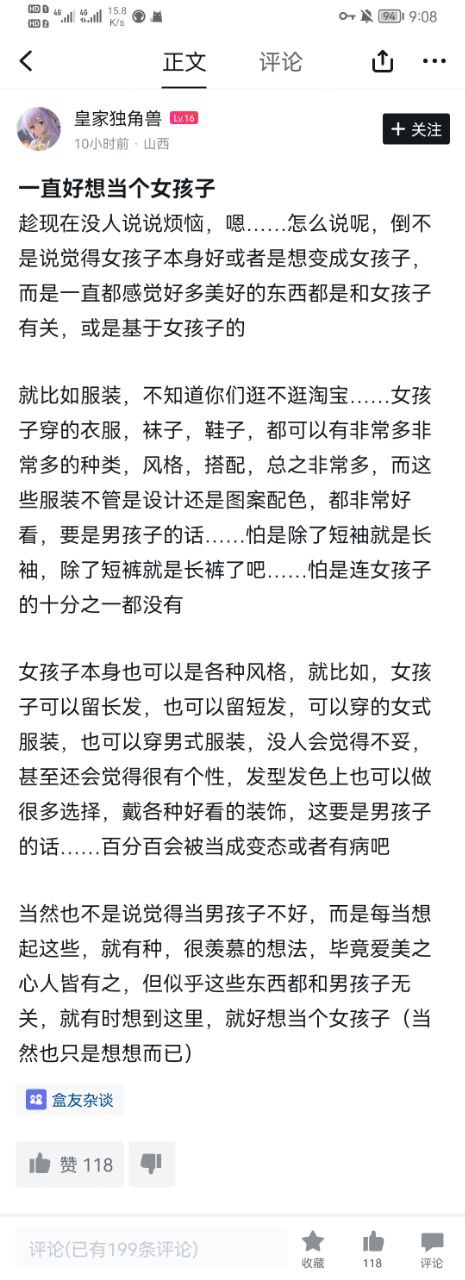 HD 1 4G 4G 15.8 94 9:08
HD 2 K/s
正文 评论
皇家独角兽 Lv.16
10小时前 · 山西
+ 关注
一直好想当个女孩子
趁现在没人说说烦恼，嗯……怎么说呢，倒不
是说觉得女孩子本身好或者是想变成女孩子，
而是一直都感觉好多美好的东西都是和女孩子
有关，或是基于女孩子的
就比如服装，不知道你们逛不逛淘宝……女孩
子穿的衣服，袜子，鞋子，都可以有非常多非
常多的种类，风格，搭配，总之非常多，而这
些服装不管是设计还是图案配色，都非常好
看，要是男孩子的话……怕是除了短袖就是长
袖，除了短裤就是长裤了吧……怕是连女孩子
的十分之一都没有
女孩子本身也可以是各种风格，就比如，女孩
子可以留长发，也可以留短发，可以穿的女式
服装，也可以穿男式服装，没人会觉得不妥，
甚至还会觉得很有个性，发型发色上也可以做
很多选择，戴各种好看的装饰，这要是男孩子
的话……百分百会被当成变态或者有病吧
当然也不是说觉得当男孩子不好，而是每当想
起这些，就有种，很羡慕的想法，毕竟爱美之
心人皆有之，但似乎这些东西都和男孩子无
关，就有时想到这里，就好想当个女孩子（当
然也只是想想而已）
盒友杂谈
赞 118
评论(已有199条评论)
收藏 118 评论